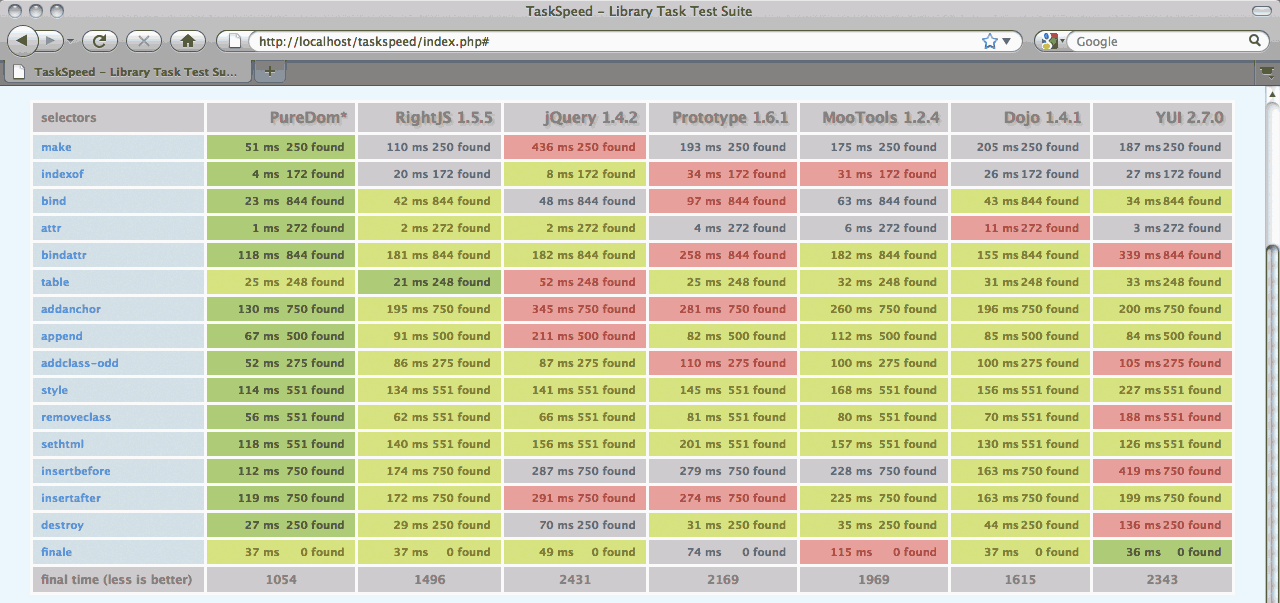 TaskSpeed – Library Task Test Suite
http://localhost/taskspeed/index.php#
Google
TaskSpeed – Library Task Test Su...
selectors PureDom* RightJS 1.5.5 jQuery 1.4.2 Prototype 1.6.1 MooTools 1.2.4 Dojo 1.4.1 YUI 2.7.0
make 51 ms 250 found 110 ms 250 found 436 ms 250 found 193 ms 250 found 175 ms 250 found 205 ms 250 found 187 ms 250 found
indexof 4 ms 172 found 20 ms 172 found 8 ms 172 found 34 ms 172 found 31 ms 172 found 26 ms 172 found 27 ms 172 found
bind 23 ms 844 found 42 ms 844 found 48 ms 844 found 97 ms 844 found 63 ms 844 found 43 ms 844 found 34 ms 844 found
attr 1 ms 272 found 2 ms 272 found 2 ms 272 found 4 ms 272 found 6 ms 272 found 11 ms 272 found 3 ms 272 found
bindattr 118 ms 844 found 181 ms 844 found 182 ms 844 found 258 ms 844 found 182 ms 844 found 155 ms 844 found 339 ms 844 found
table 25 ms 248 found 21 ms 248 found 52 ms 248 found 25 ms 248 found 32 ms 248 found 31 ms 248 found 33 ms 248 found
addanchor 130 ms 750 found 195 ms 750 found 345 ms 750 found 281 ms 750 found 260 ms 750 found 196 ms 750 found 200 ms 750 found
append 67 ms 500 found 91 ms 500 found 211 ms 500 found 82 ms 500 found 112 ms 500 found 85 ms 500 found 84 ms 500 found
addclass-odd 52 ms 275 found 86 ms 275 found 87 ms 275 found 110 ms 275 found 100 ms 275 found 100 ms 275 found 105 ms 275 found
style 114 ms 551 found 134 ms 551 found 141 ms 551 found 145 ms 551 found 168 ms 551 found 156 ms 551 found 227 ms 551 found
removeclass 56 ms 551 found 62 ms 551 found 66 ms 551 found 81 ms 551 found 80 ms 551 found 70 ms 551 found 188 ms 551 found
sethtml 118 ms 551 found 140 ms 551 found 156 ms 551 found 201 ms 551 found 157 ms 551 found 130 ms 551 found 126 ms 551 found
insertbefore 112 ms 750 found 174 ms 750 found 287 ms 750 found 279 ms 750 found 228 ms 750 found 163 ms 750 found 419 ms 750 found
insertafter 119 ms 750 found 172 ms 750 found 291 ms 750 found 274 ms 750 found 225 ms 750 found 163 ms 750 found 199 ms 750 found
destroy 27 ms 250 found 29 ms 250 found 70 ms 250 found 31 ms 250 found 35 ms 250 found 44 ms 250 found 136 ms 250 found
finale 37 ms 0 found 37 ms 0 found 49 ms 0 found 74 ms 0 found 115 ms 0 found 37 ms 0 found 36 ms 0 found
final time (less is better) 1054 1496 2431 2169 1969 1615 2343